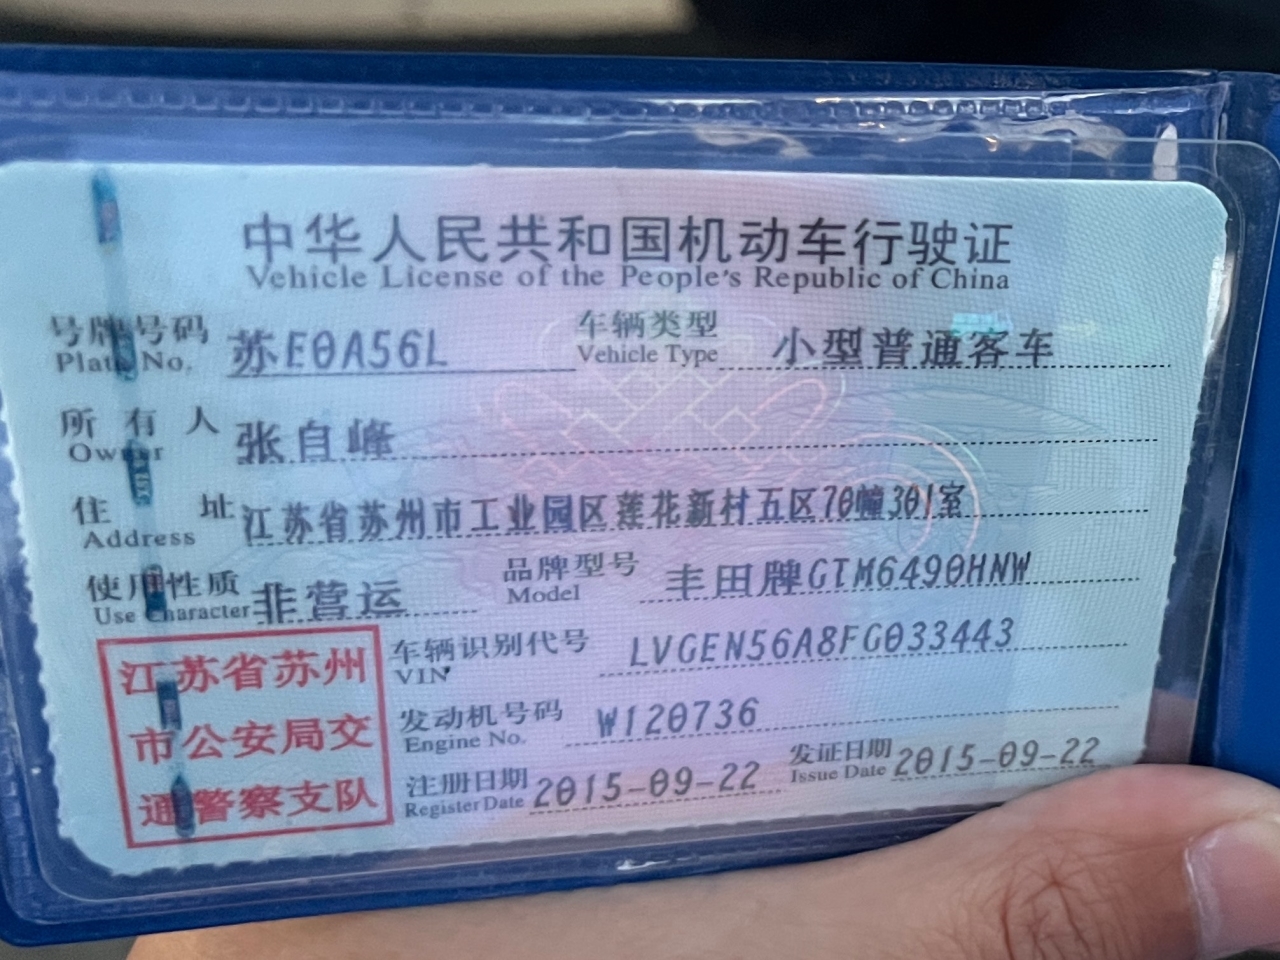 中华人民共和国机动车行驶证
Vehicle License of the People's Republic of China
号牌号码 苏E0A56L 车辆类型 小型普通客车
Plate No. Vehicle Type
所有人 张自峰
Owner
住址 江苏省苏州市工业园区莲花新村五区70幢301室
Address
使用性质 非营运 品牌型号 丰田牌GTM6490HNW
Use Character Model
江苏省苏州
市公安局交
通警察支队
车辆识别代号 LVGEN56A8FG033443
VIN
发动机号码 W120736
Engine No.
注册日期 2015-09-22 发证日期 2015-09-22
Register Date Issue Date